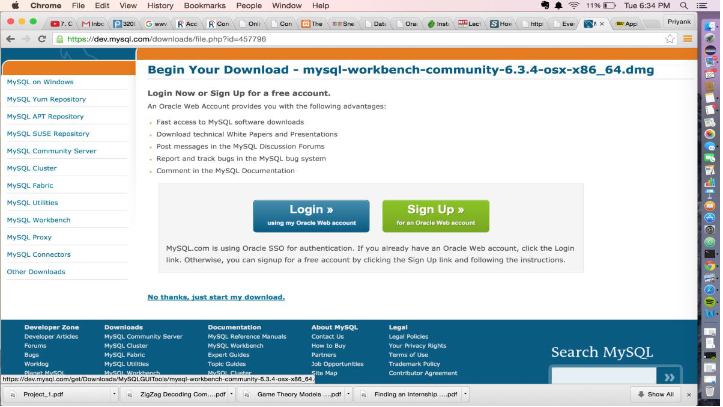 Chrome File Edit View History Bookmarks People Window Help
11% Tue 6:34 PM
Inbo
Data
Inst
Lect
http
Even
App
Priyank
https://dev.mysql.com/downloads/file.php?id=457796
Begin Your Download - mysql-workbench-community-6.3.4-osx-x86_64.dmg
MySQL on Windows
MySQL Yum Repository
MySQL APT Repository
MySQL SUSE Repository
MySQL Community Server
MySQL Cluster
MySQL Fabric
MySQL Utilities
MySQL Workbench
MySQL Proxy
MySQL Connectors
Other Downloads
Login Now or Sign Up for a free account.
An Oracle Web Account provides you with the following advantages:
Fast access to MySQL software downloads
Download technical White Papers and Presentations
Post messages in the MySQL Discussion Forums
Report and track bugs in the MySQL bug system
Comment in the MySQL Documentation
Login »
using my Oracle Web account
Sign Up »
for an Oracle Web account
MySQL.com is using Oracle SSO for authentication. If you already have an Oracle Web account, click the Login
link. Otherwise, you can signup for a free account by clicking the Sign Up link and following the instructions.
No thanks, just start my download.
Developer Zone
Developer Articles
Forums
Bugs
Worklog
Planet MySQL
Downloads
MySQL Community Server
MySQL Cluster
MySQL Fabric
MySQL Utilities
MySQL Workbench
Documentation
MySQL Reference Manuals
MySQL Workbench
Expert Guides
Topic Guides
MySQL Cluster
About MySQL
Contact Us
How to Buy
Partners
Job Opportunities
Site Map
Legal
Legal Policies
Your Privacy Rights
Terms of Use
Trademark Policy
Contributor Agreement
Search MySQL
»
https://dev.mysql.com/get/Downloads/MySQLGUITools/mysql-workbench-community-6.3.4-osx-x86_64.
Project_1.pdf
ZigZag Decoding Com....pdf
Game Theory Models ....pdf
Finding an Internship ....pdf
Show All